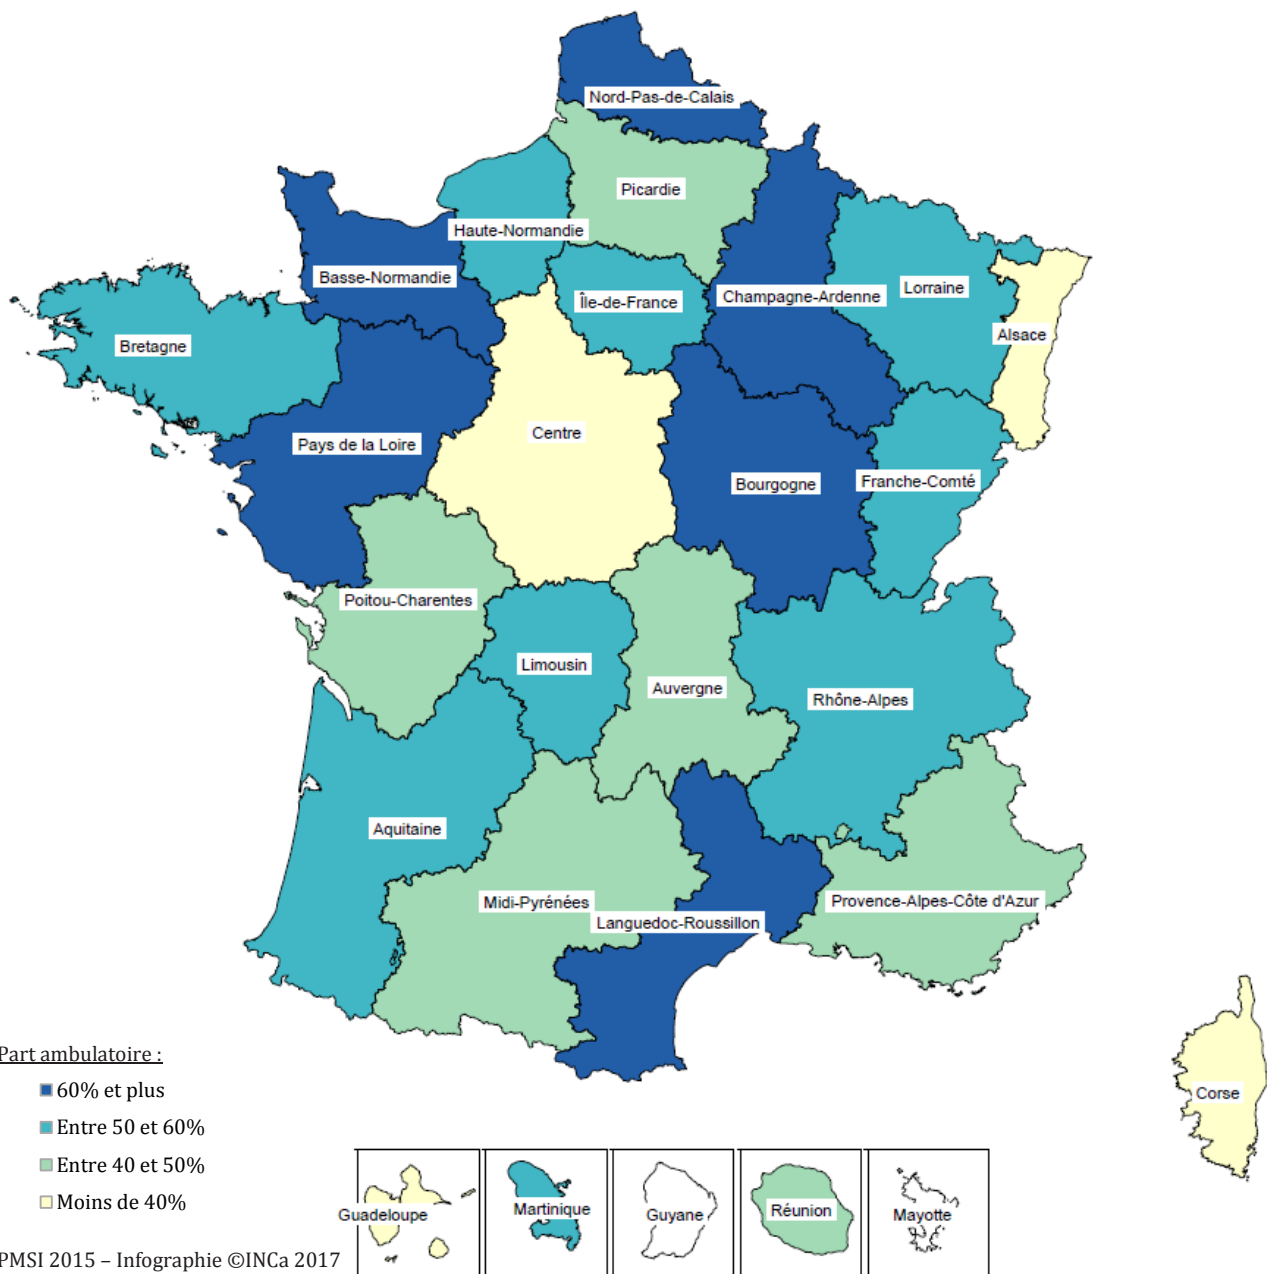 Nord-Pas-de-Calais
Picardie
Haute-Normandie
Basse-Normandie
Île-de-France
Champagne-Ardenne
Lorraine
Alsace
Bretagne
Pays de la Loire
Centre
Bourgogne
Franche-Comté
Poitou-Charentes
Limousin
Auvergne
Rhône-Alpes
Aquitaine
Midi-Pyrénées
Languedoc-Roussillon
Provence-Alpes-Côte d'Azur
Corse
Part ambulatoire :
60% et plus
Entre 50 et 60%
Entre 40 et 50%
Moins de 40%
Guadeloupe
Martinique
Guyane
Réunion
Mayotte
PMSI 2015 – Infographie ©INCa 2017